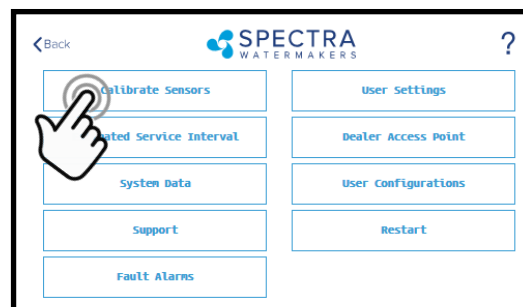 Back
SPECTRA
WATERMAKERS
?
Calibrate Sensors
User Settings
Service Interval
Dealer Access Point
System Data
User Configurations
Support
Restart
Fault Alarms